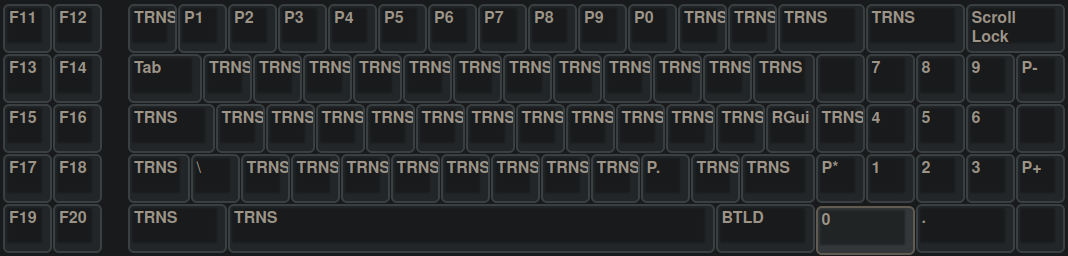 F11 F12 TRNS P1 P2 P3 P4 P5 P6 P7 P8 P9 P0 TRNS TRNS TRNS TRNS Scroll
Lock
F13 F14 Tab TRNS TRNS TRNS TRNS TRNS TRNS TRNS TRNS TRNS TRNS TRNS TRNS 7 8 9 P-
F15 F16 TRNS TRNS TRNS TRNS TRNS TRNS TRNS TRNS TRNS TRNS TRNS TRNS RGui TRNS 4 5 6
F17 F18 TRNS \ TRNS TRNS TRNS TRNS TRNS TRNS TRNS TRNS P. TRNS TRNS P* 1 2 3 P+
F19 F20 TRNS TRNS BTLD 0 .